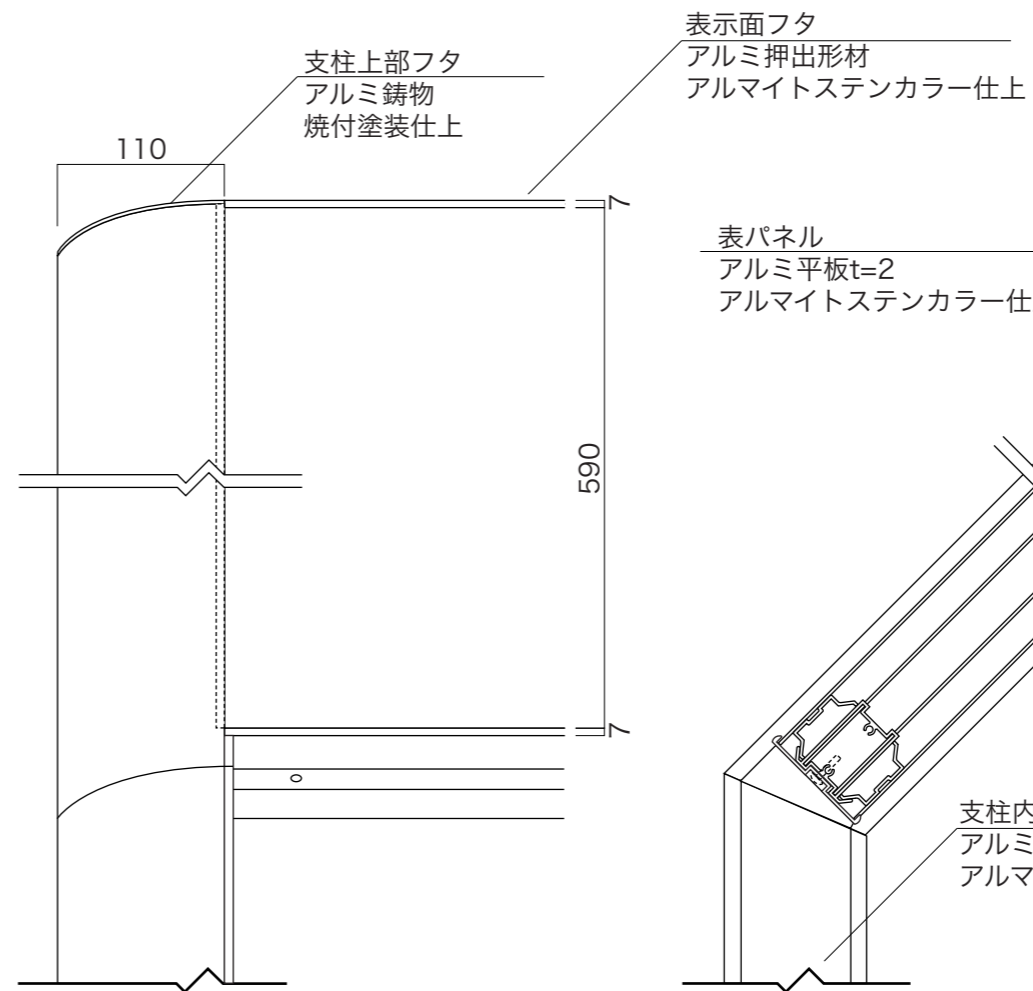 表示面フタ
アルミ押出形材
アルマイトステンカラー仕上
支柱上部フタ
アルミ鋳物
焼付塗装仕上
110
7
表パネル
アルミ平板t=2
アルマイトステンカラー仕
590
7
支柱内
アルミ
アルマ